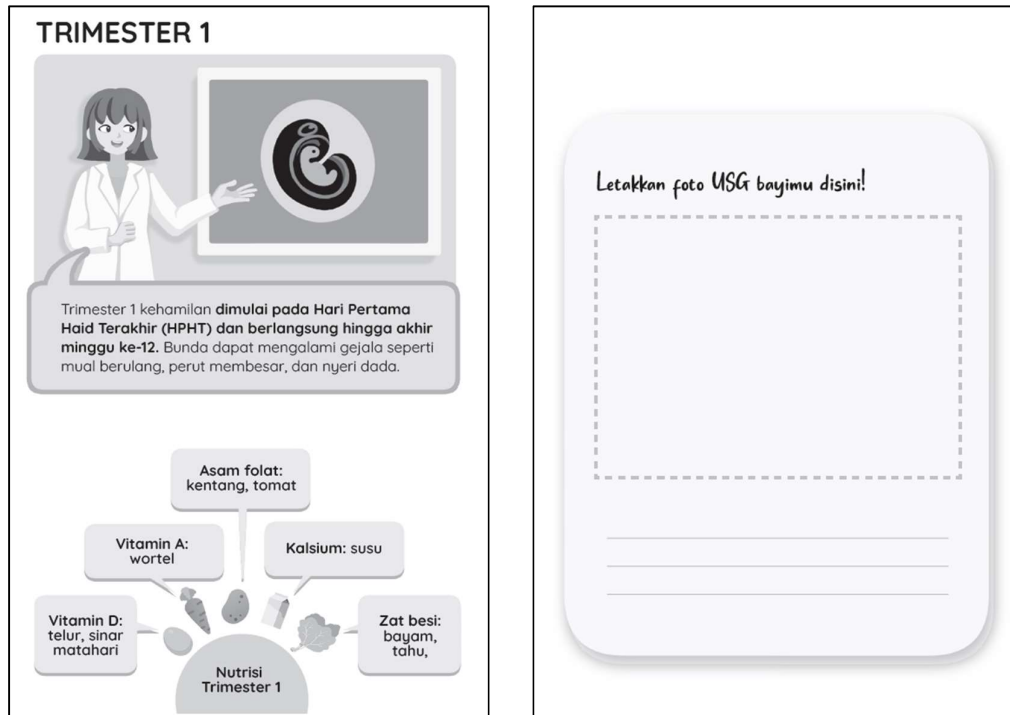 TRIMESTER 1
Trimester 1 kehamilan dimulai pada Hari Pertama
Haid Terakhir (HPHT) dan berlangsung hingga akhir
minggu ke-12. Bunda dapat mengalami gejala seperti
mual berulang, perut membesar, dan nyeri dada.
Asam folat:
kentang, tomat
Vitamin A:
wortel
Kalsium: susu
Vitamin D:
telur, sinar
matahari
Zat besi:
bayam,
tahu,
Nutrisi
Trimester 1
Letakkan foto USG bayimu disini!